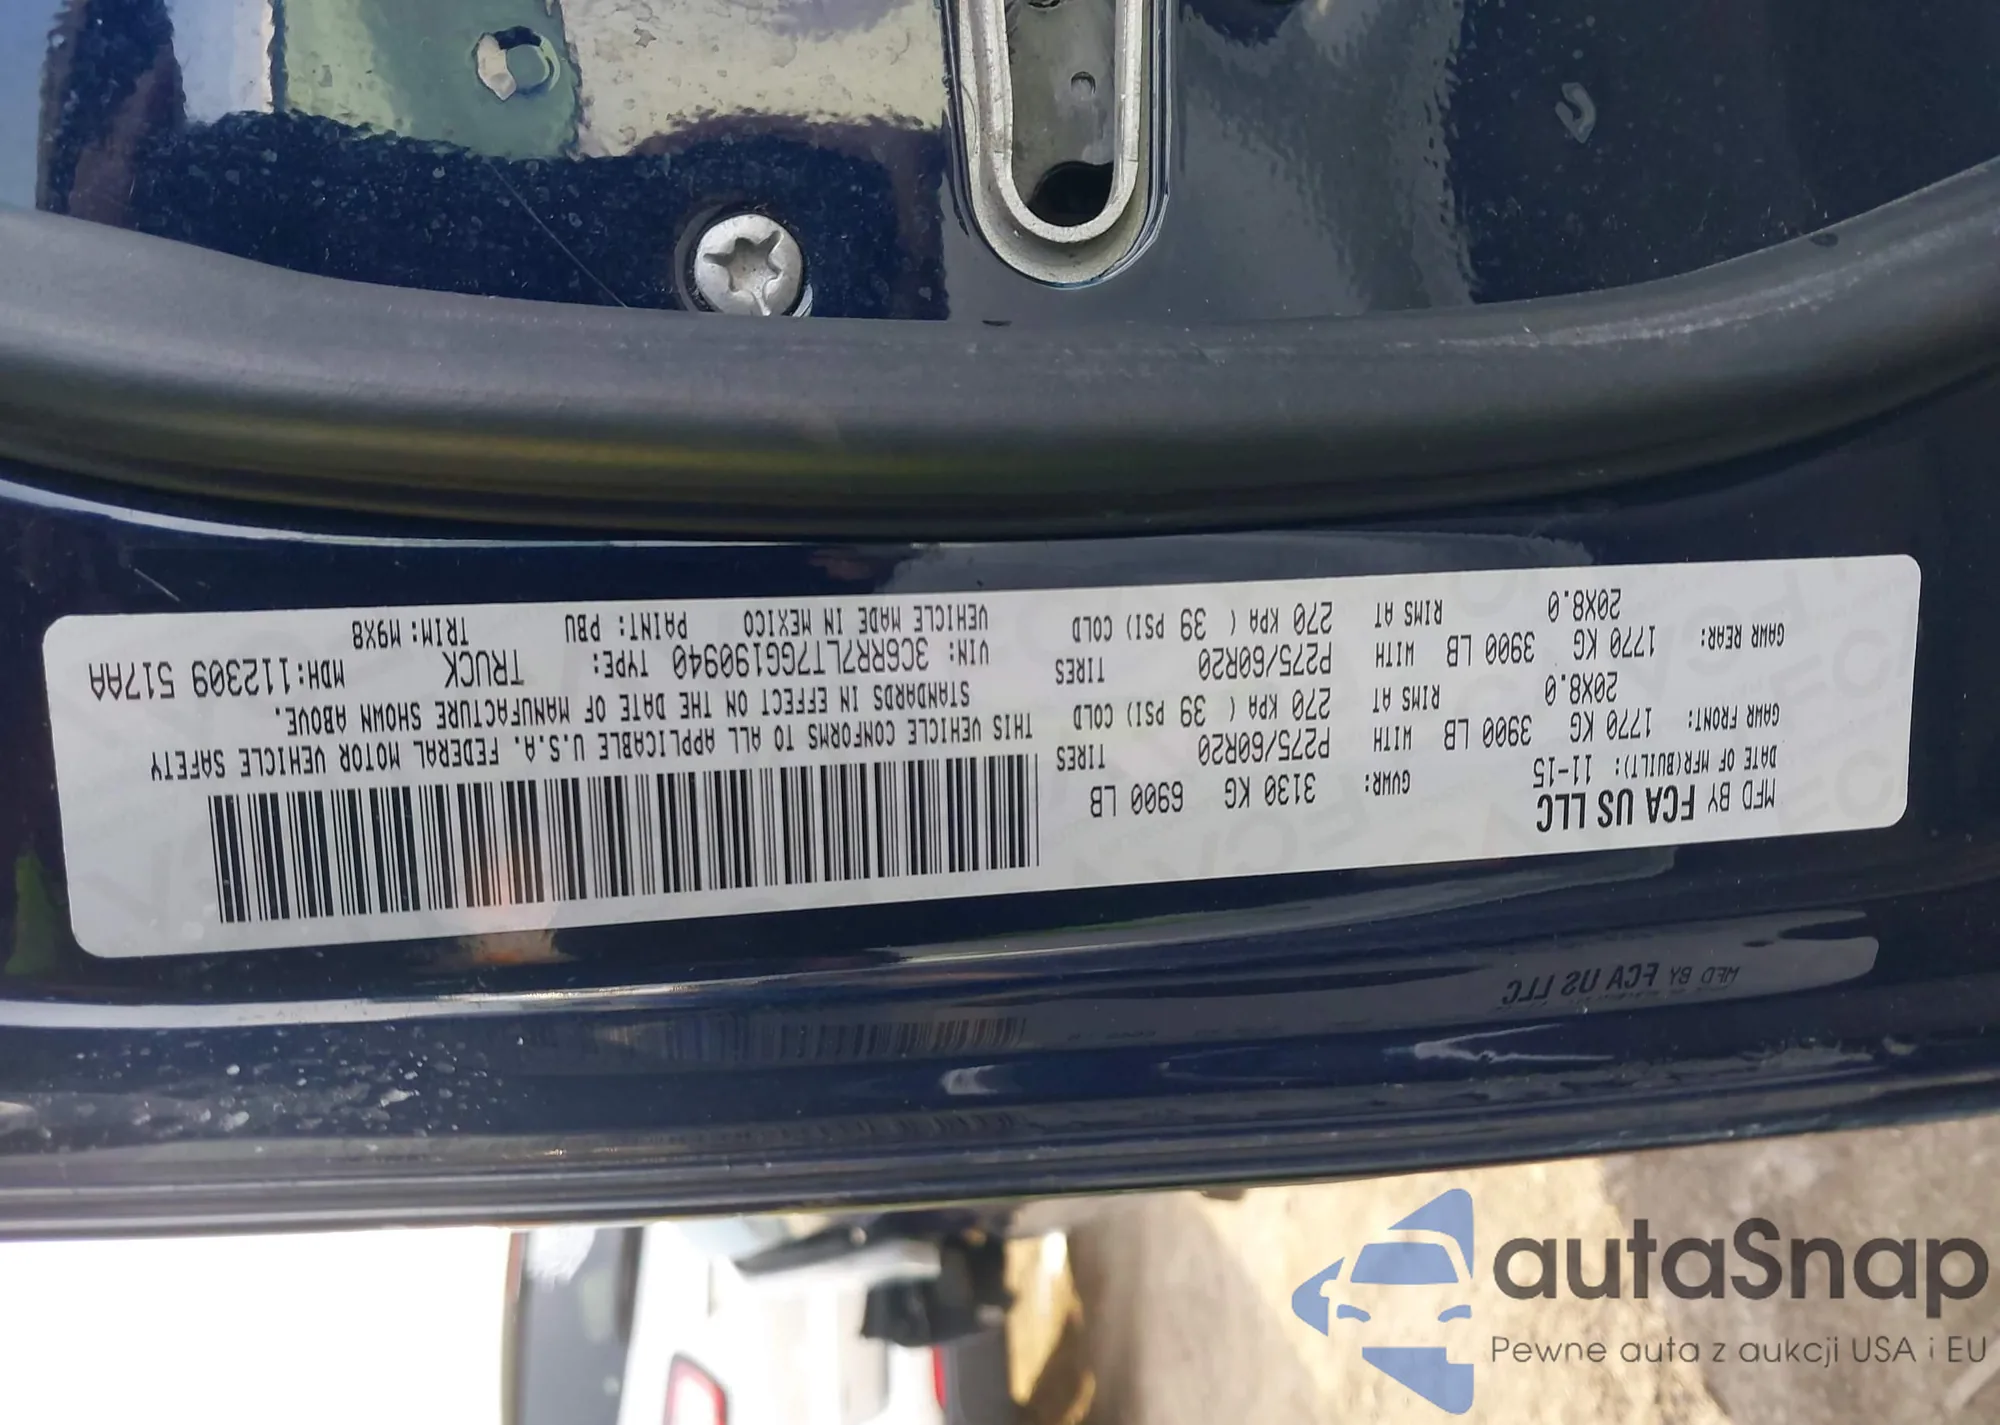 MFD BY FCA US LLC
DATE OF MFR(BUILT): 11-15
GVWR: 3130 KG 6900 LB
GAWR FRONT: 1770 KG 3900 LB WITH P275/60R20 TIRES
20X8.0 RIMS AT 270 KPA ( 39 PSI) COLD
GAWR REAR: 1770 KG 3900 LB WITH P275/60R20 TIRES
20X8.0 RIMS AT 270 KPA ( 39 PSI) COLD
THIS VEHICLE CONFORMS TO ALL APPLICABLE U.S.A. FEDERAL MOTOR VEHICLE SAFETY
STANDARDS IN EFFECT ON THE DATE OF MANUFACTURE SHOWN ABOVE.
VIN: 3C6RR7LT7GG190940 TYPE: TRUCK MDH:112309 517AA
VEHICLE MADE IN MEXICO PAINT: PBU TRIM: M9X8
MFD BY FCA US LLC
autaSnap
Pewne auta z aukcji USA i EU